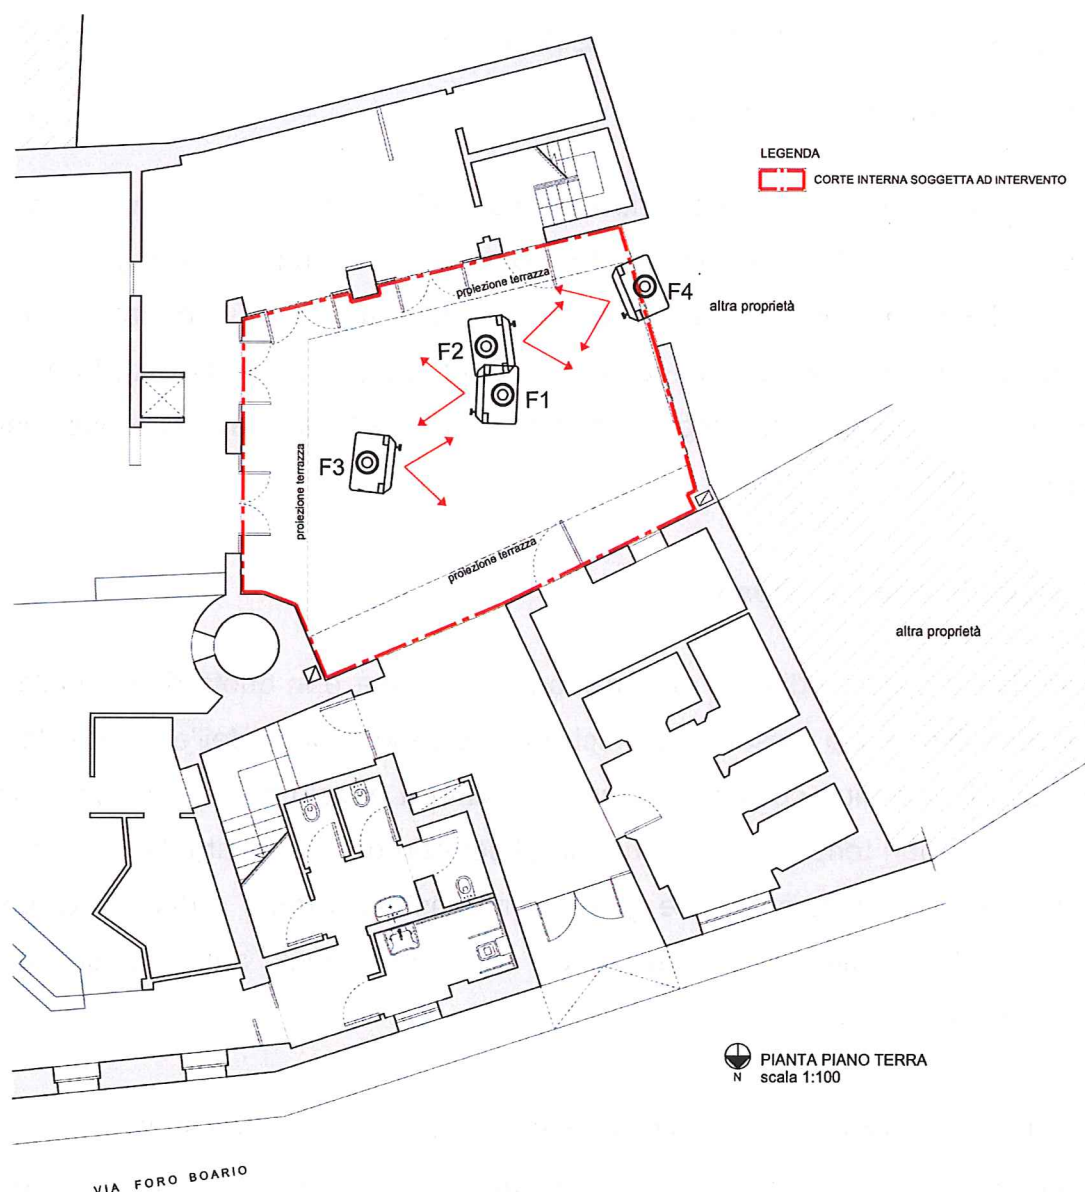 LEGENDA
CORTE INTERNA SOGGETTA AD INTERVENTO
proiezione terrazza
F4
altra proprietà
F2
F1
F3
proiezione terrazza
proiezione terrazza
altra proprietà
PIANTA PIANO TERRA
N
scala 1:100
VIA FORO BOARIO